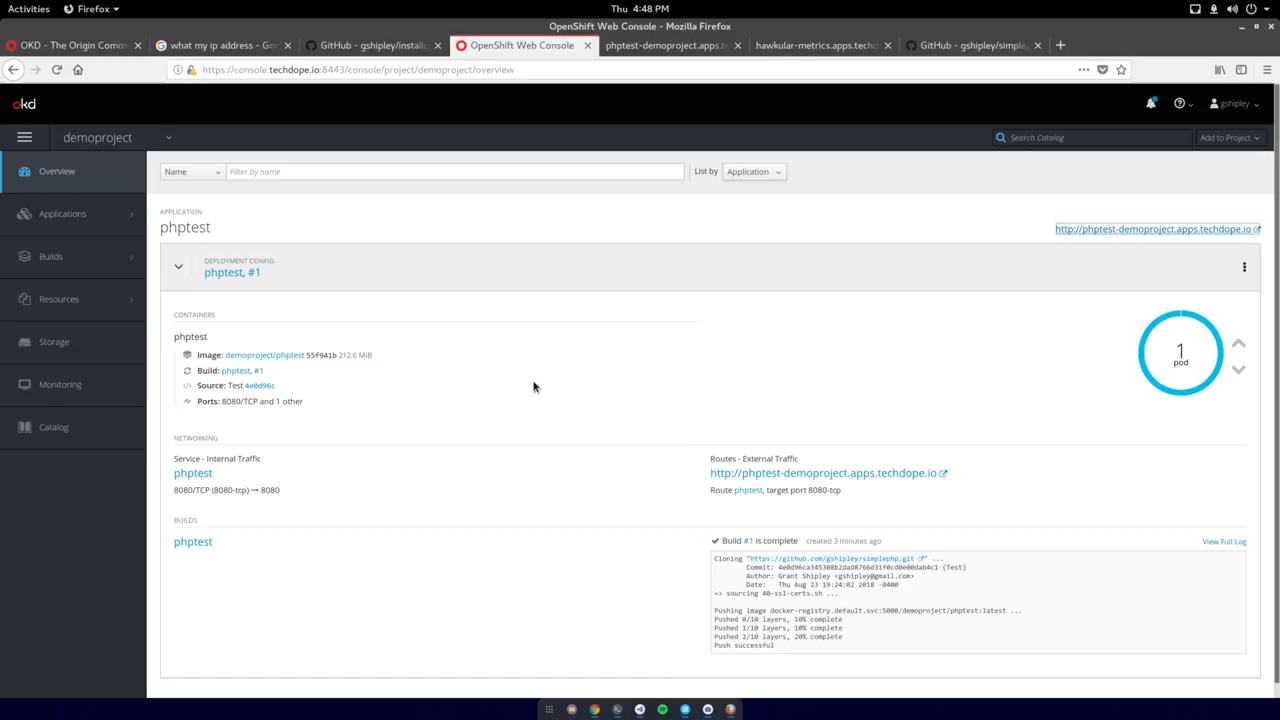 Activities Firefox Thu 4:48 PM
OpenShift Web Console - Mozilla Firefox
OKD - The Origin Comm what my ip address - Go GitHub - gshipley/install OpenShift Web Console phptest-demoproject.apps.t hawkular-metrics.apps.techd GitHub - gshipley/simple
https://console.techdope.io:8443/console/project/demoproject/overview
okd gshipley
demoproject Search Catalog Add to Project
Overview
Applications
Builds
Resources
Storage
Monitoring
Catalog
Name Filter by name List by Application
APPLICATION
phptest http://phptest-demoproject.apps.techdope.io
DEPLOYMENT CONFIG
phptest, #1
CONTAINERS
phptest
Image: demoproject/phptest 55f941b 212.6 MiB
Build: phptest, #1
Source: Test 4e0d96c
Ports: 8080/TCP and 1 other
1
pod
NETWORKING
Service - Internal Traffic
phptest
8080/TCP (8080-tcp) → 8080
Routes - External Traffic
http://phptest-demoproject.apps.techdope.io
Route phptest, target port 8080-tcp
BUILDS
phptest
Build #1 is complete created 3 minutes ago View Full Log
Cloning "https://github.com/gshipley/simplephp.git" ...
Commit: 4e0d96ca345308b2dad8766d31f0cd0e00dab4c1 (Test)
Author: Grant Shipley <gshipley@gmail.com>
Date: Thu Aug 23 19:24:02 2018 -0400
=> sourcing 40-ssl-certs.sh ...
Pushing image docker-registry.default.svc:5000/demoproject/phptest:latest ...
Pushed 0/10 layers, 10% complete
Pushed 1/10 layers, 10% complete
Pushed 2/10 layers, 20% complete
Push successful